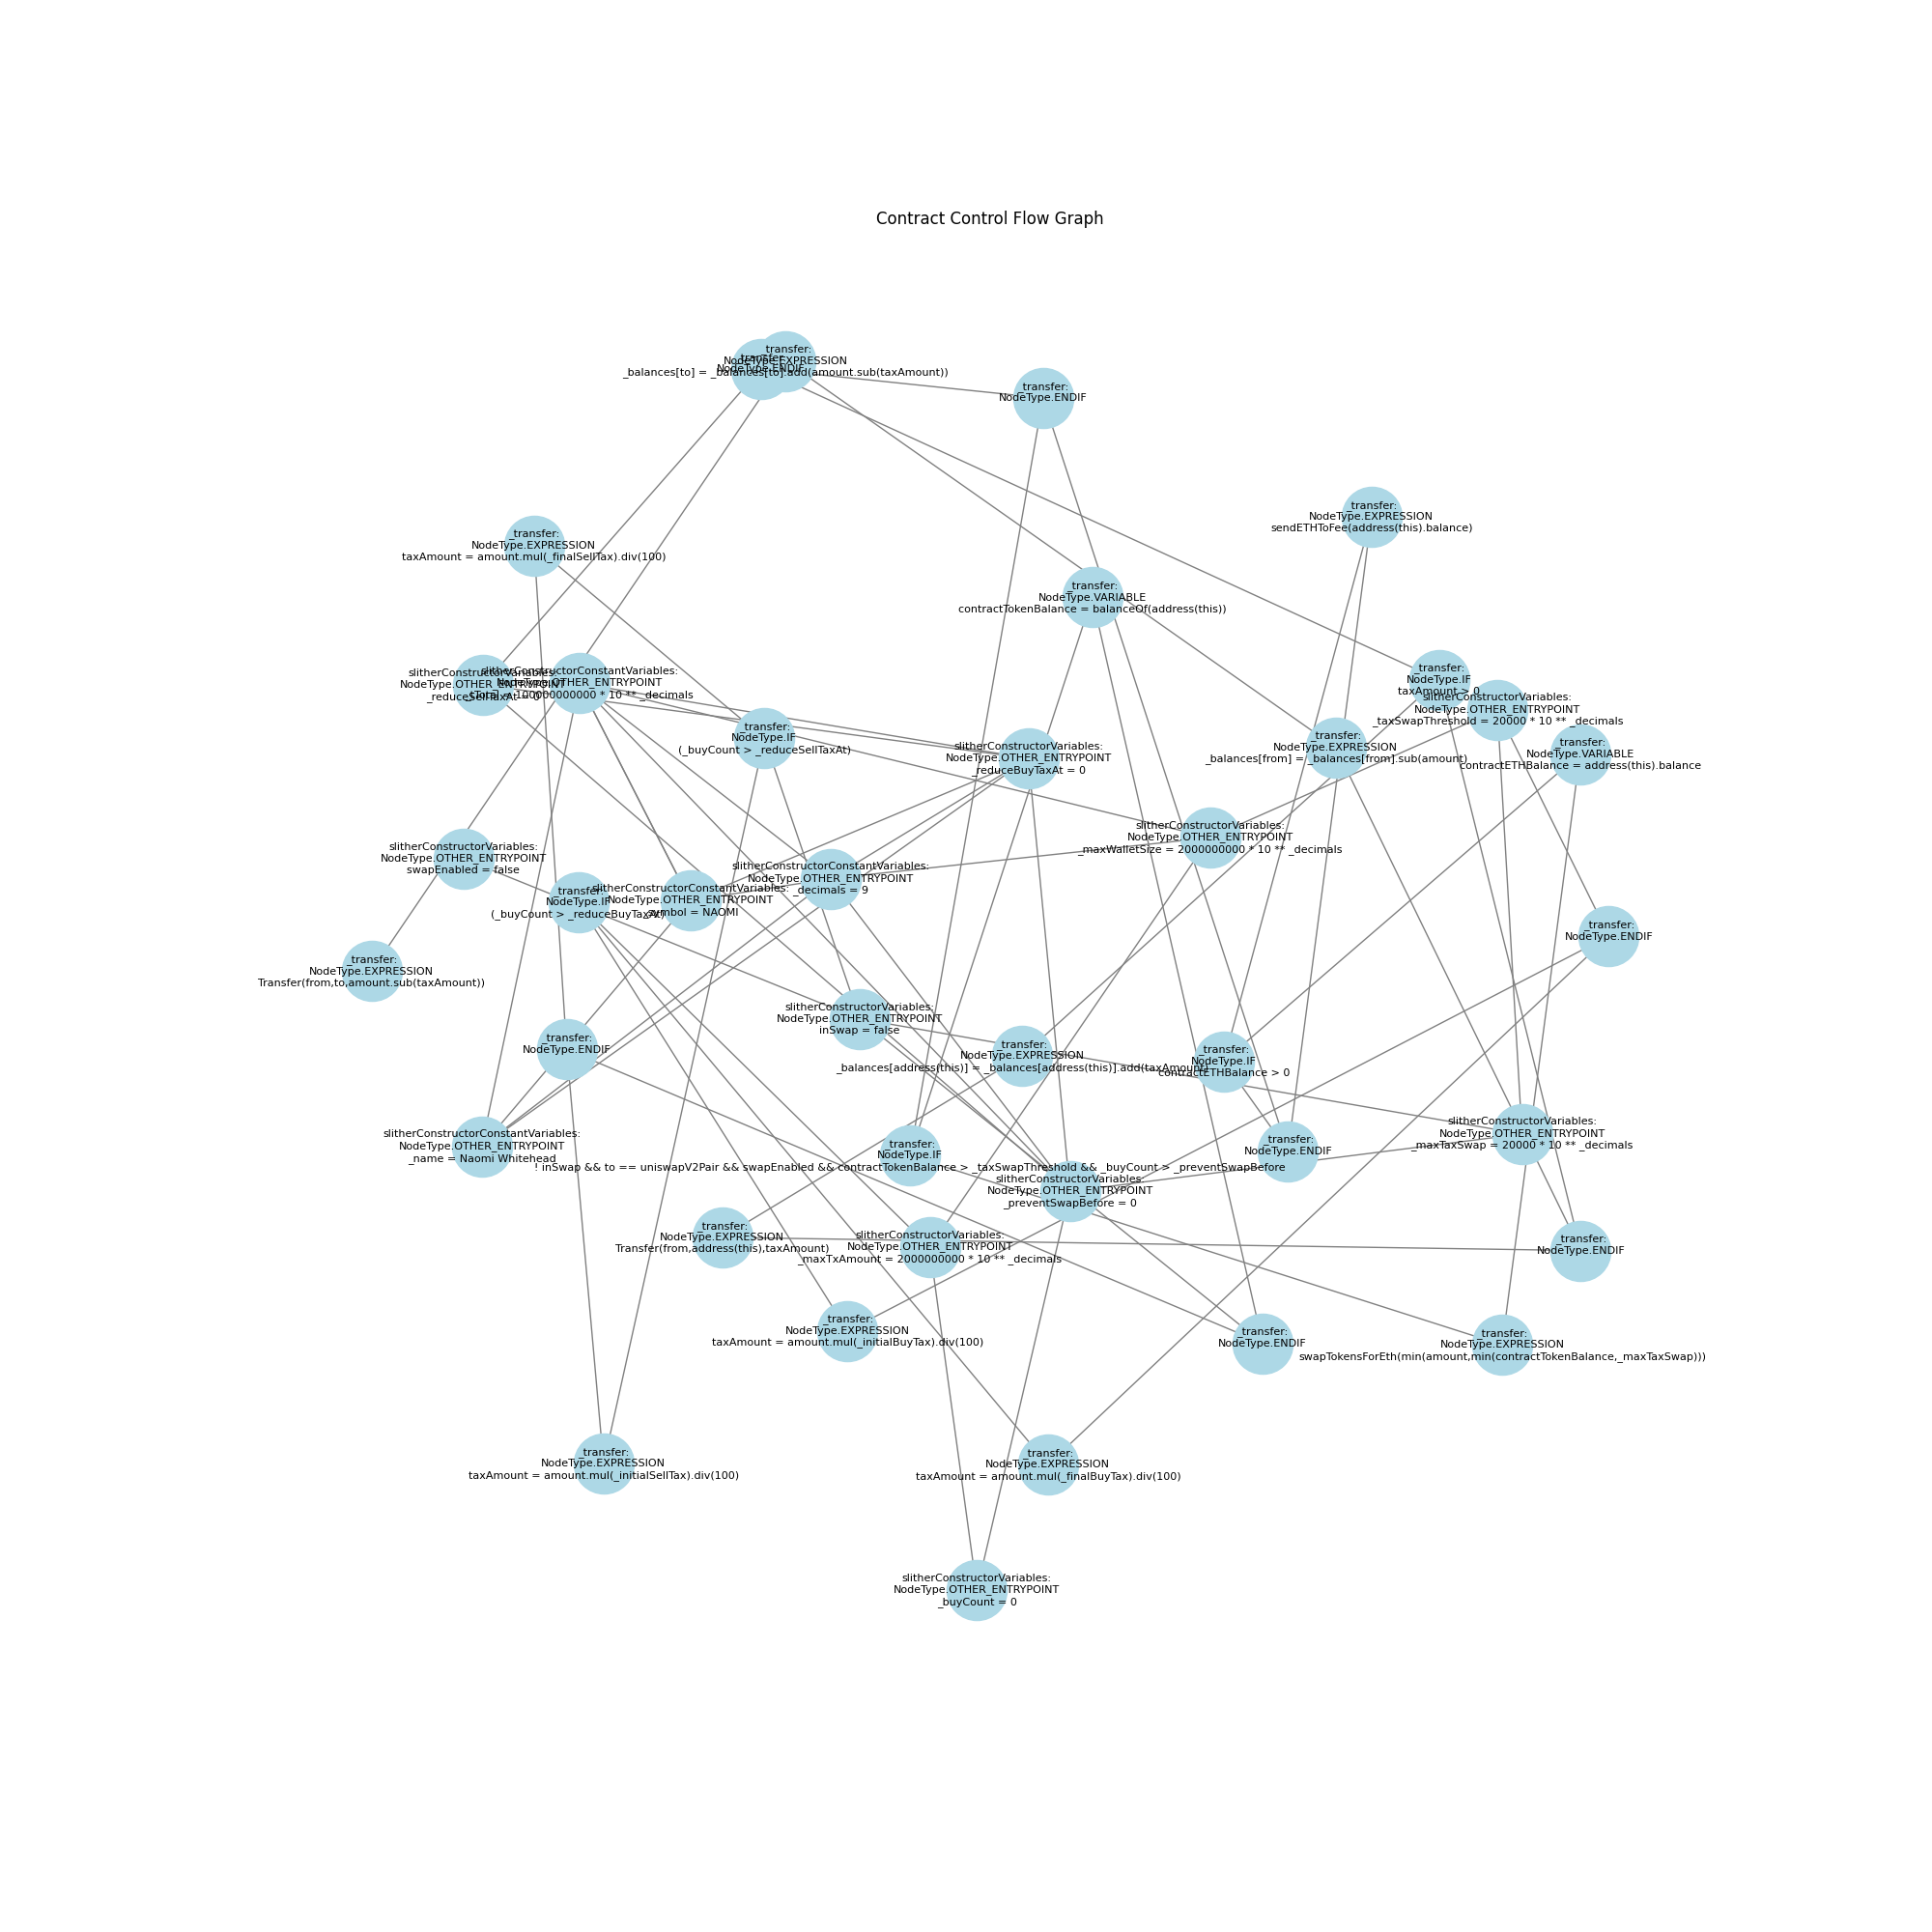 Contract Control Flow Graph
_transfer:
NodeType.EXPRESSION
_balances[to] = _balances[to].add(amount.sub(taxAmount))
_transfer:
NodeType.ENDIF
_transfer:
NodeType.ENDIF
_transfer:
NodeType.EXPRESSION
sendETHToFee(address(this).balance)
_transfer:
NodeType.EXPRESSION
taxAmount = amount.mul(_finalSellTax).div(100)
_transfer:
NodeType.VARIABLE
contractTokenBalance = balanceOf(address(this))
slitherConstructorVariables:
NodeType.OTHER_ENTRYPOINT
_reduceSellTaxAt = 0
slitherConstructorConstantVariables:
NodeType.OTHER_ENTRYPOINT
10 ** _decimals
_transfer:
NodeType.IF
taxAmount > 0
slitherConstructorVariables:
NodeType.OTHER_ENTRYPOINT
_taxSwapThreshold = 20000 * 10 ** _decimals
_transfer:
NodeType.IF
(_buyCount > _reduceSellTaxAt)
_transfer:
NodeType.EXPRESSION
_balances[from] = _balances[from].sub(amount)
_transfer:
NodeType.VARIABLE
contractETHBalance = address(this).balance
slitherConstructorVariables:
NodeType.OTHER_ENTRYPOINT
_reduceBuyTaxAt = 0
slitherConstructorVariables:
NodeType.OTHER_ENTRYPOINT
_maxWalletSize = 2000000000 * 10 ** _decimals
slitherConstructorVariables:
NodeType.OTHER_ENTRYPOINT
swapEnabled = false
slitherConstructorConstantVariables:
NodeType.OTHER_ENTRYPOINT
_decimals = 9
_transfer:
NodeType.IF
(_buyCount > _reduceBuyTaxAt)
slitherConstructorConstantVariables:
NodeType.OTHER_ENTRYPOINT
_symbol = NAOMI
_transfer:
NodeType.ENDIF
_transfer:
NodeType.EXPRESSION
Transfer(from,to,amount.sub(taxAmount))
slitherConstructorVariables:
NodeType.OTHER_ENTRYPOINT
inSwap = false
_transfer:
NodeType.ENDIF
_transfer:
NodeType.EXPRESSION
_balances[address(this)] = _balances[address(this)].add(taxAmount)
_transfer:
NodeType.IF
contractETHBalance > 0
slitherConstructorConstantVariables:
NodeType.OTHER_ENTRYPOINT
_name = Naomi Whitehead
_transfer:
NodeType.IF
! inSwap && to == uniswapV2Pair && swapEnabled && contractTokenBalance > _taxSwapThreshold && _buyCount > _preventSwapBefore
_transfer:
NodeType.ENDIF
slitherConstructorVariables:
NodeType.OTHER_ENTRYPOINT
_maxTaxSwap = 20000 * 10 ** _decimals
slitherConstructorVariables:
NodeType.OTHER_ENTRYPOINT
_preventSwapBefore = 0
_transfer:
NodeType.EXPRESSION
Transfer(from,address(this),taxAmount)
slitherConstructorVariables:
NodeType.OTHER_ENTRYPOINT
_maxTxAmount = 2000000000 * 10 ** _decimals
_transfer:
NodeType.ENDIF
_transfer:
NodeType.EXPRESSION
taxAmount = amount.mul(_initialBuyTax).div(100)
_transfer:
NodeType.ENDIF
_transfer:
NodeType.EXPRESSION
swapTokensForEth(min(amount,min(contractTokenBalance,_maxTaxSwap)))
_transfer:
NodeType.EXPRESSION
taxAmount = amount.mul(_initialSellTax).div(100)
_transfer:
NodeType.EXPRESSION
taxAmount = amount.mul(_finalBuyTax).div(100)
slitherConstructorVariables:
NodeType.OTHER_ENTRYPOINT
_buyCount = 0